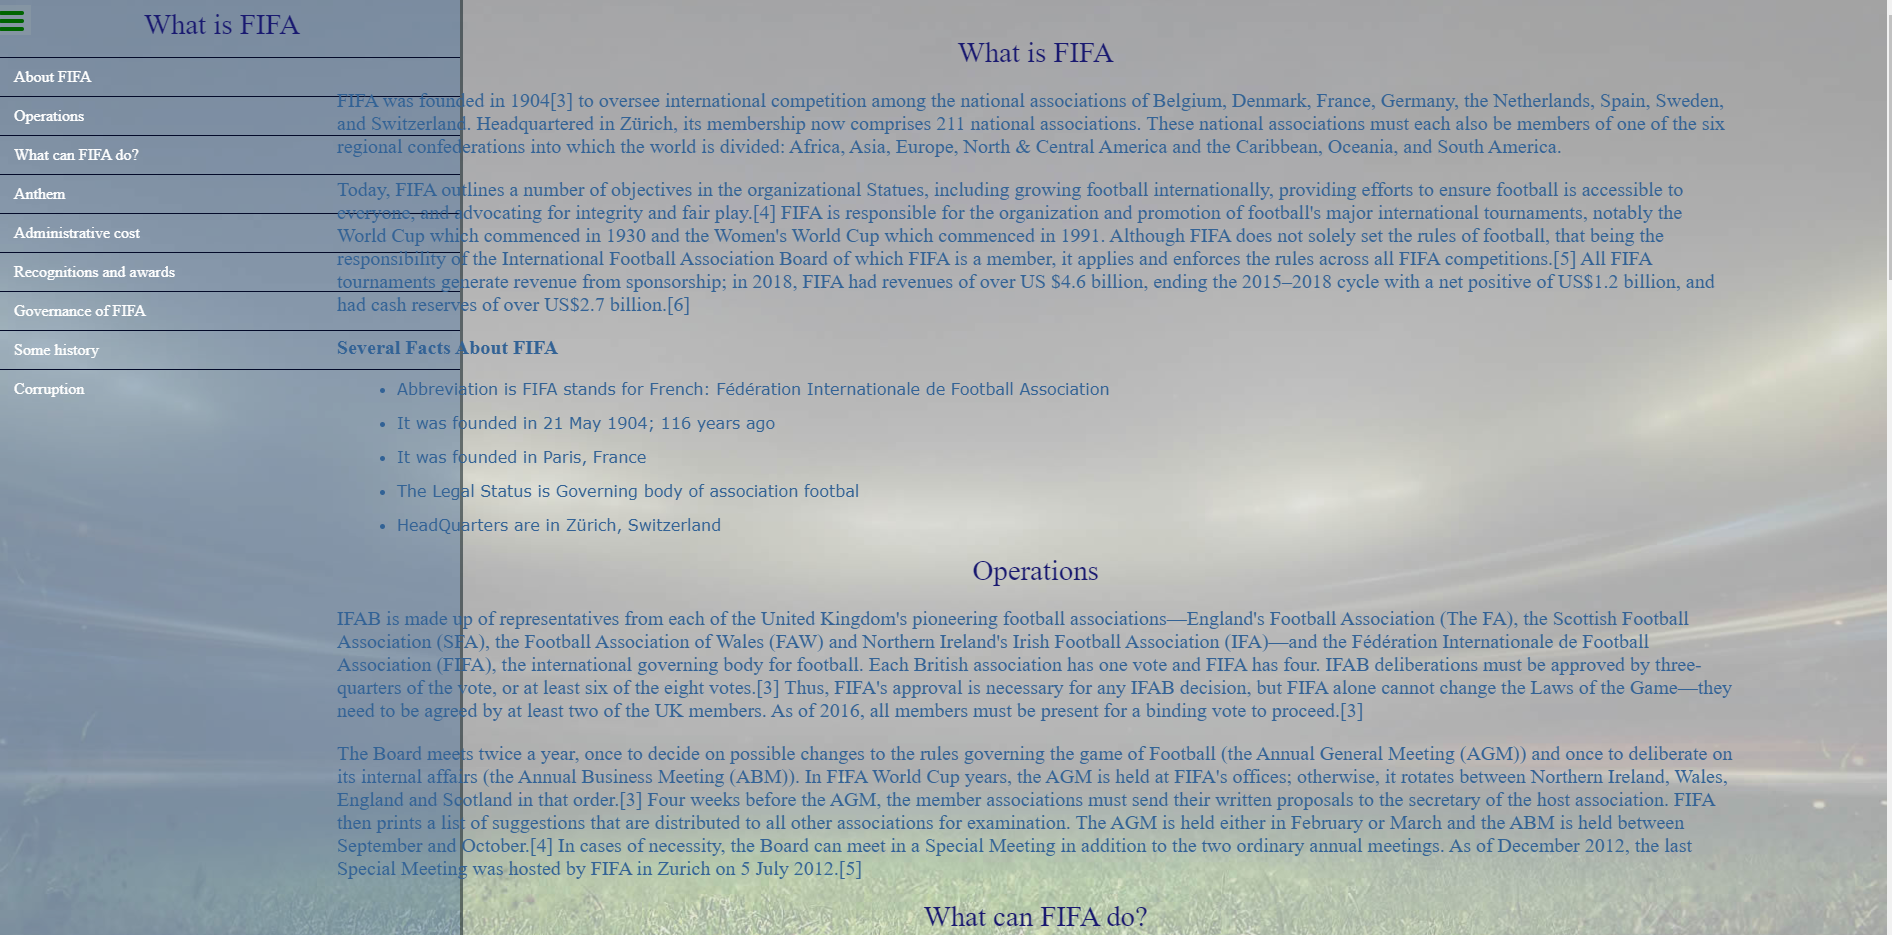 What is FIFA
About FIFA
Operations
What can FIFA do?
Anthem
Administrative cost
Recognitions and awards
Governance of FIFA
Some history
Corruption
What is FIFA
FIFA was founded in 1904[3] to oversee international competition among the national associations of Belgium, Denmark, France, Germany, the Netherlands, Spain, Sweden,
and Switzerland. Headquartered in Zürich, its membership now comprises 211 national associations. These national associations must each also be members of one of the six
regional confederations into which the world is divided: Africa, Asia, Europe, North & Central America and the Caribbean, Oceania, and South America.
Today, FIFA outlines a number of objectives in the organizational Statues, including growing football internationally, providing efforts to ensure football is accessible to
everyone, and advocating for integrity and fair play.[4] FIFA is responsible for the organization and promotion of football's major international tournaments, notably the
World Cup which commenced in 1930 and the Women's World Cup which commenced in 1991. Although FIFA does not solely set the rules of football, that being the
responsibility of the International Football Association Board of which FIFA is a member, it applies and enforces the rules across all FIFA competitions.[5] All FIFA
tournaments generate revenue from sponsorship; in 2018, FIFA had revenues of over US $4.6 billion, ending the 2015–2018 cycle with a net positive of US$1.2 billion, and
had cash reserves of over US$2.7 billion.[6]
Several Facts About FIFA
• Abbreviation is FIFA stands for French: Fédération Internationale de Football Association
• It was founded in 21 May 1904; 116 years ago
• It was founded in Paris, France
• The Legal Status is Governing body of association footbal
• HeadQuarters are in Zürich, Switzerland
Operations
IFAB is made up of representatives from each of the United Kingdom's pioneering football associations—England's Football Association (The FA), the Scottish Football
Association (SFA), the Football Association of Wales (FAW) and Northern Ireland's Irish Football Association (IFA)—and the Fédération Internationale de Football
Association (FIFA), the international governing body for football. Each British association has one vote and FIFA has four. IFAB deliberations must be approved by three-
quarters of the vote, or at least six of the eight votes.[3] Thus, FIFA's approval is necessary for any IFAB decision, but FIFA alone cannot change the Laws of the Game—they
need to be agreed by at least two of the UK members. As of 2016, all members must be present for a binding vote to proceed.[3]
The Board meets twice a year, once to decide on possible changes to the rules governing the game of Football (the Annual General Meeting (AGM)) and once to deliberate on
its internal affairs (the Annual Business Meeting (ABM)). In FIFA World Cup years, the AGM is held at FIFA's offices; otherwise, it rotates between Northern Ireland, Wales,
England and Scotland in that order.[3] Four weeks before the AGM, the member associations must send their written proposals to the secretary of the host association. FIFA
then prints a list of suggestions that are distributed to all other associations for examination. The AGM is held either in February or March and the ABM is held between
September and October.[4] In cases of necessity, the Board can meet in a Special Meeting in addition to the two ordinary annual meetings. As of December 2012, the last
Special Meeting was hosted by FIFA in Zurich on 5 July 2012.[5]
What can FIFA do?